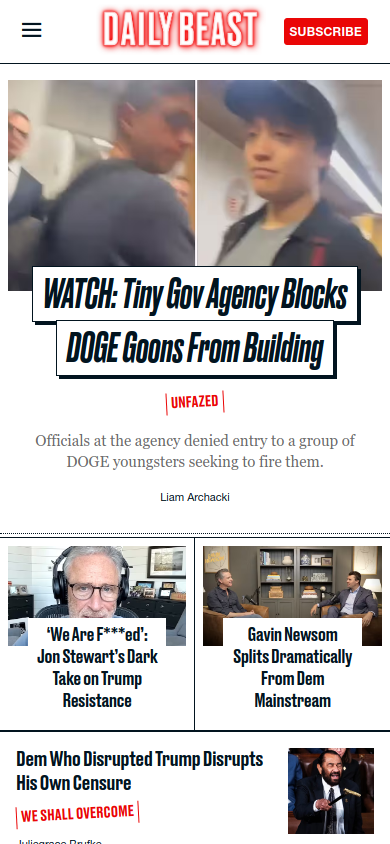 DAILY BEAST
SUBSCRIBE
WATCH: Tiny Gov Agency Blocks
DOGE Goons From Building
UNFAZED
Officials at the agency denied entry to a group of
DOGE youngsters seeking to fire them.
Liam Archacki
‘We Are F***ed’:
Jon Stewart’s Dark
Take on Trump
Resistance
Gavin Newsom
Splits Dramatically
From Dem
Mainstream
Dem Who Disrupted Trump Disrupts
His Own Censure
WE SHALL OVERCOME